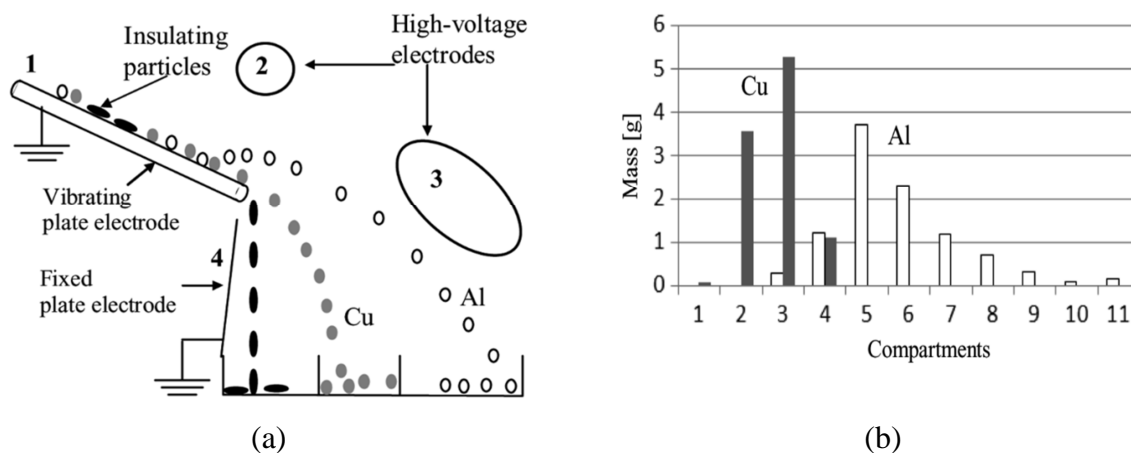 Insulating
particles
High-voltage
electrodes
1
2
3
Vibrating
plate electrode
4
Fixed
plate electrode
Al
Cu
(a)
Mass [g]
6
5
4
3
2
1
0
Cu
Al
1 2 3 4 5 6 7 8 9 10 11
Compartments
(b)